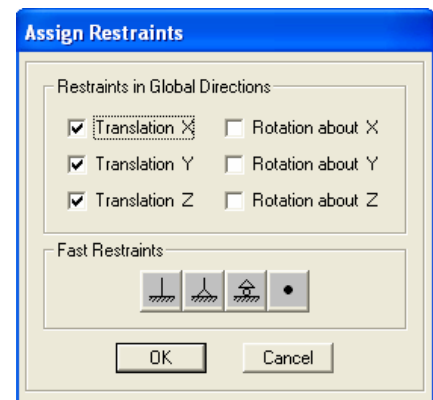 Assign Restraints
Restraints in Global Directions
Translation X Rotation about X
Translation Y Rotation about Y
Translation Z Rotation about Z
Fast Restraints
OK Cancel